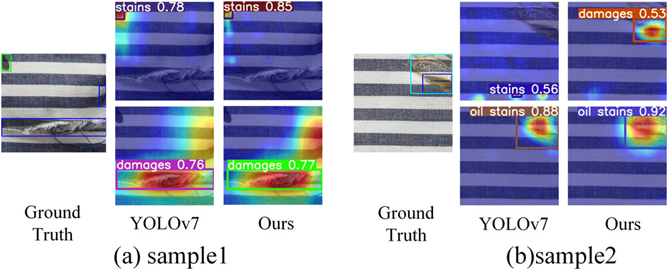 stains 0.78
stains 0.85
damages 0.76
damages 0.77
Ground
Truth
YOLOv7
Ours
(a) sample1
damages 0.53
stains 0.56
oil stains 0.88
oil stains 0.92
Ground
Truth
YOLOv7
Ours
(b)sample2